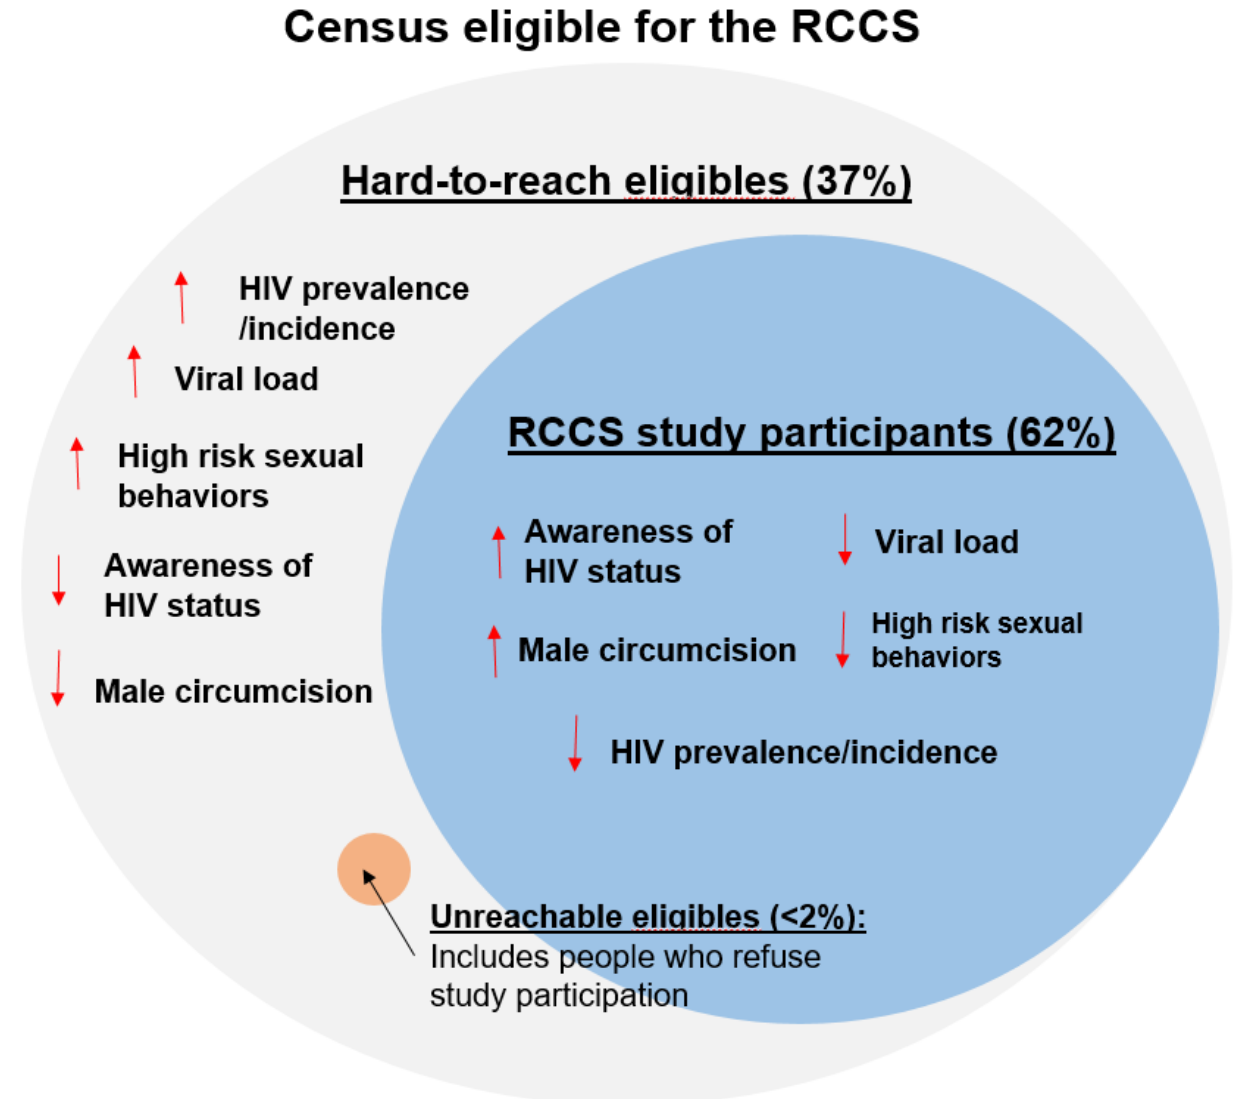 Census eligible for the RCCS
Hard-to-reach eligibles (37%)
HIV prevalence
/incidence
Viral load
High risk sexual
behaviors
Awareness of
HIV status
Male circumcision
RCCS study participants (62%)
Awareness of
HIV status
Viral load
Male circumcision
High risk sexual
behaviors
HIV prevalence/incidence
Unreachable eligibles (<2%):
Includes people who refuse
study participation